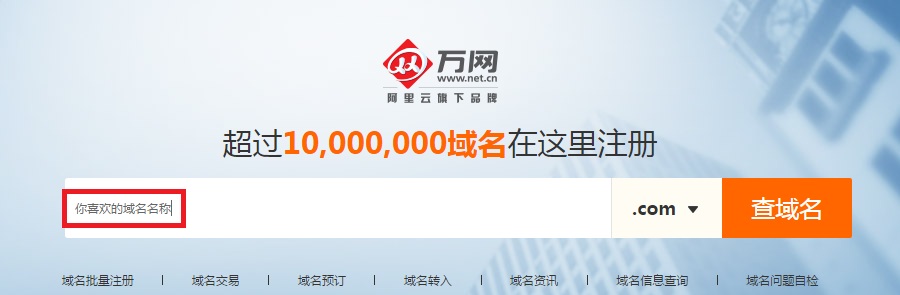 万网
www.net.cn
阿里云旗下品牌
超过10,000,000域名在这里注册
你喜欢的域名名称
.com
查域名
域名批量注册 | 域名交易 | 域名预订 | 域名转入 | 域名资讯 | 域名信息查询 | 域名问题自检